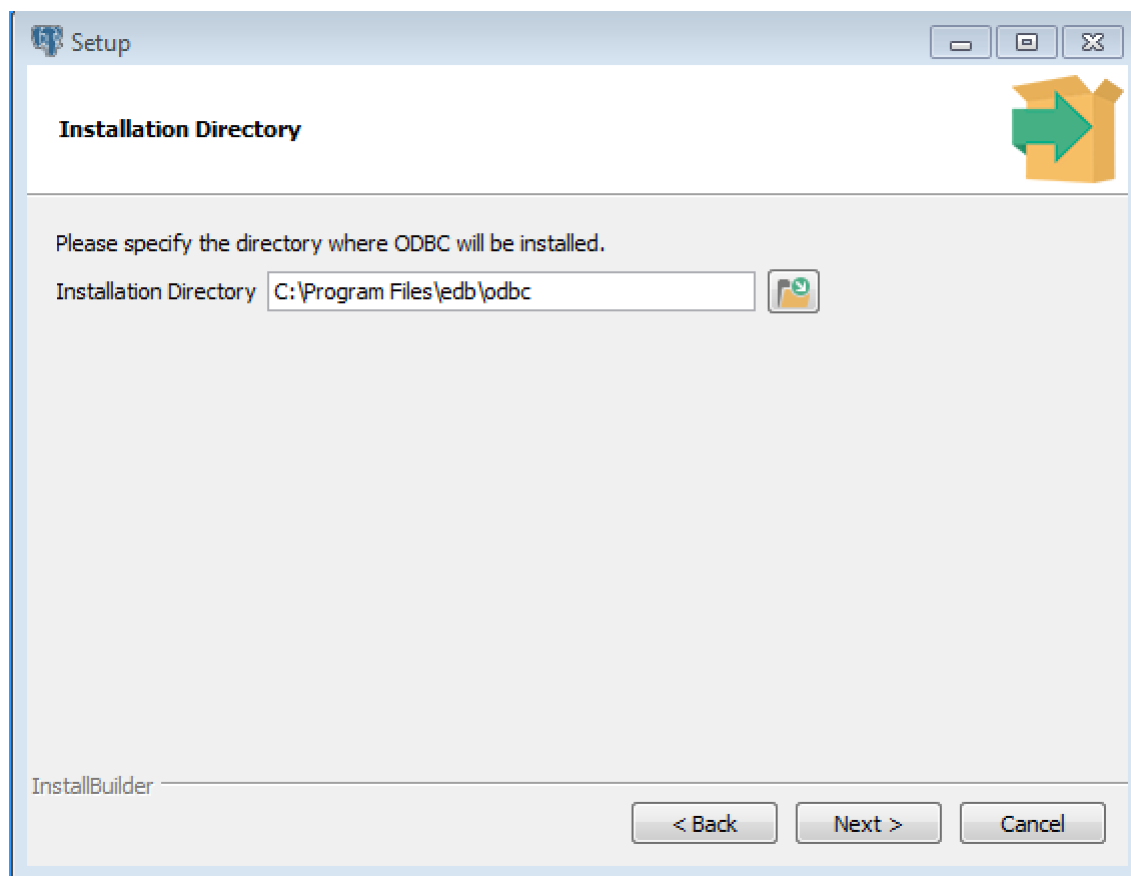 Setup
Installation Directory
Please specify the directory where ODBC will be installed.
Installation Directory C:\Program Files\edb\odbc
InstallBuilder
< Back Next > Cancel